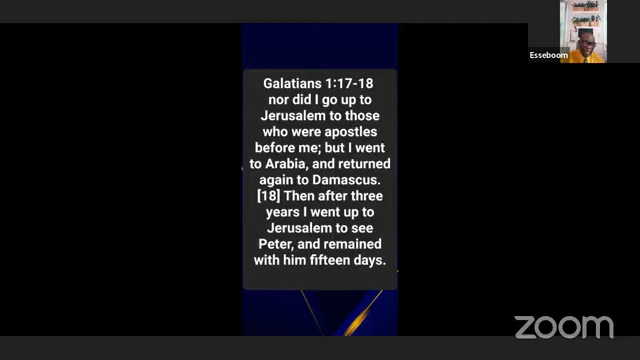 Esseboom
Galatians 1:17-18
nor did I go up to
Jerusalem to those
who were apostles
before me; but I went
to Arabia, and returned
again to Damascus.
[18] Then after three
years I went up to
Jerusalem to see
Peter, and remained
with him fifteen days.
zoom